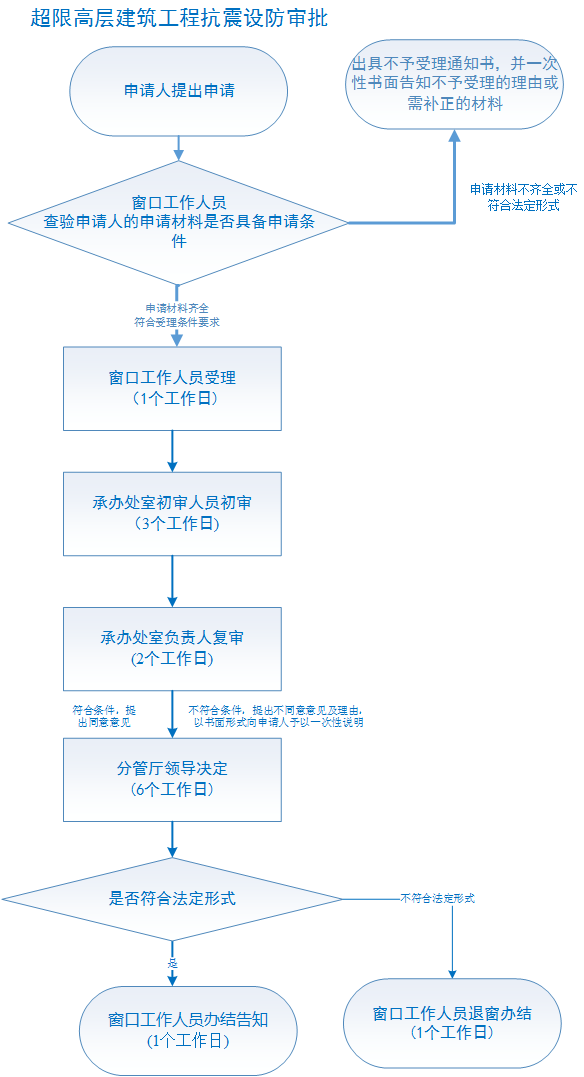 超限高层建筑工程抗震设防审批
申请人提出申请
出具不予受理通知书，并一次
性书面告知不予受理的理由或
需补正的材料
申请材料不齐全或不
符合法定形式
窗口工作人员
查验申请人的申请材料是否具备申请条
件
申请材料齐全
符合受理条件要求
窗口工作人员受理
（1个工作日）
承办处室初审人员初审
（3个工作日)
承办处室负责人复审
(2个工作日）
符合条件，提
出同意意见
不符合条件，提出不同意意见及理由，
以书面形式向申请人予以一次性说明
分管厅领导决定
（6个工作日）
是否符合法定形式
不符合法定形式
是
窗口工作人员办结告知
(1个工作日）
窗口工作人员退窗办结
（1个工作日）